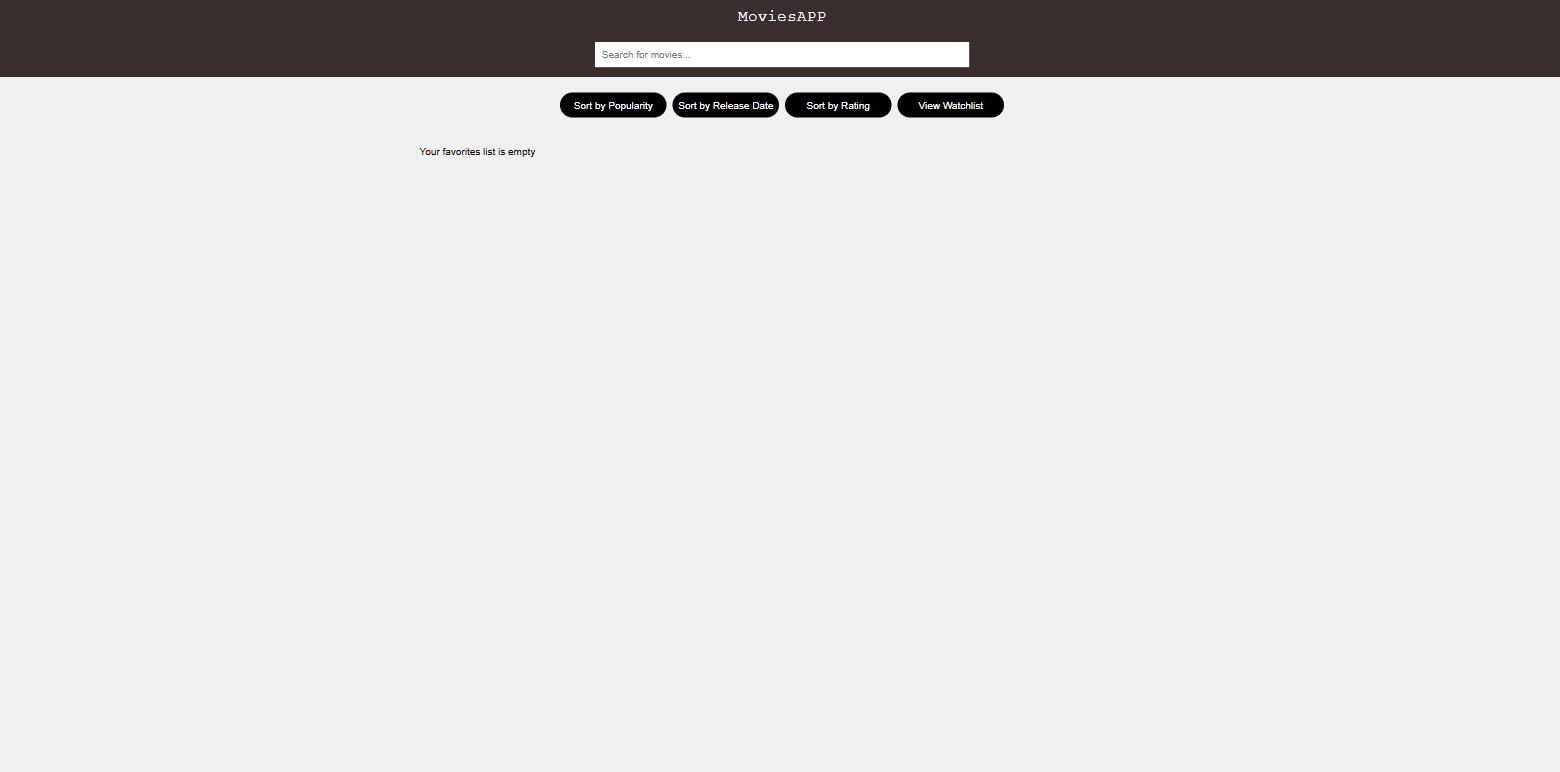 MoviesAPP
Search for movies...
Sort by Popularity
Sort by Release Date
Sort by Rating
View Watchlist
Your favorites list is empty